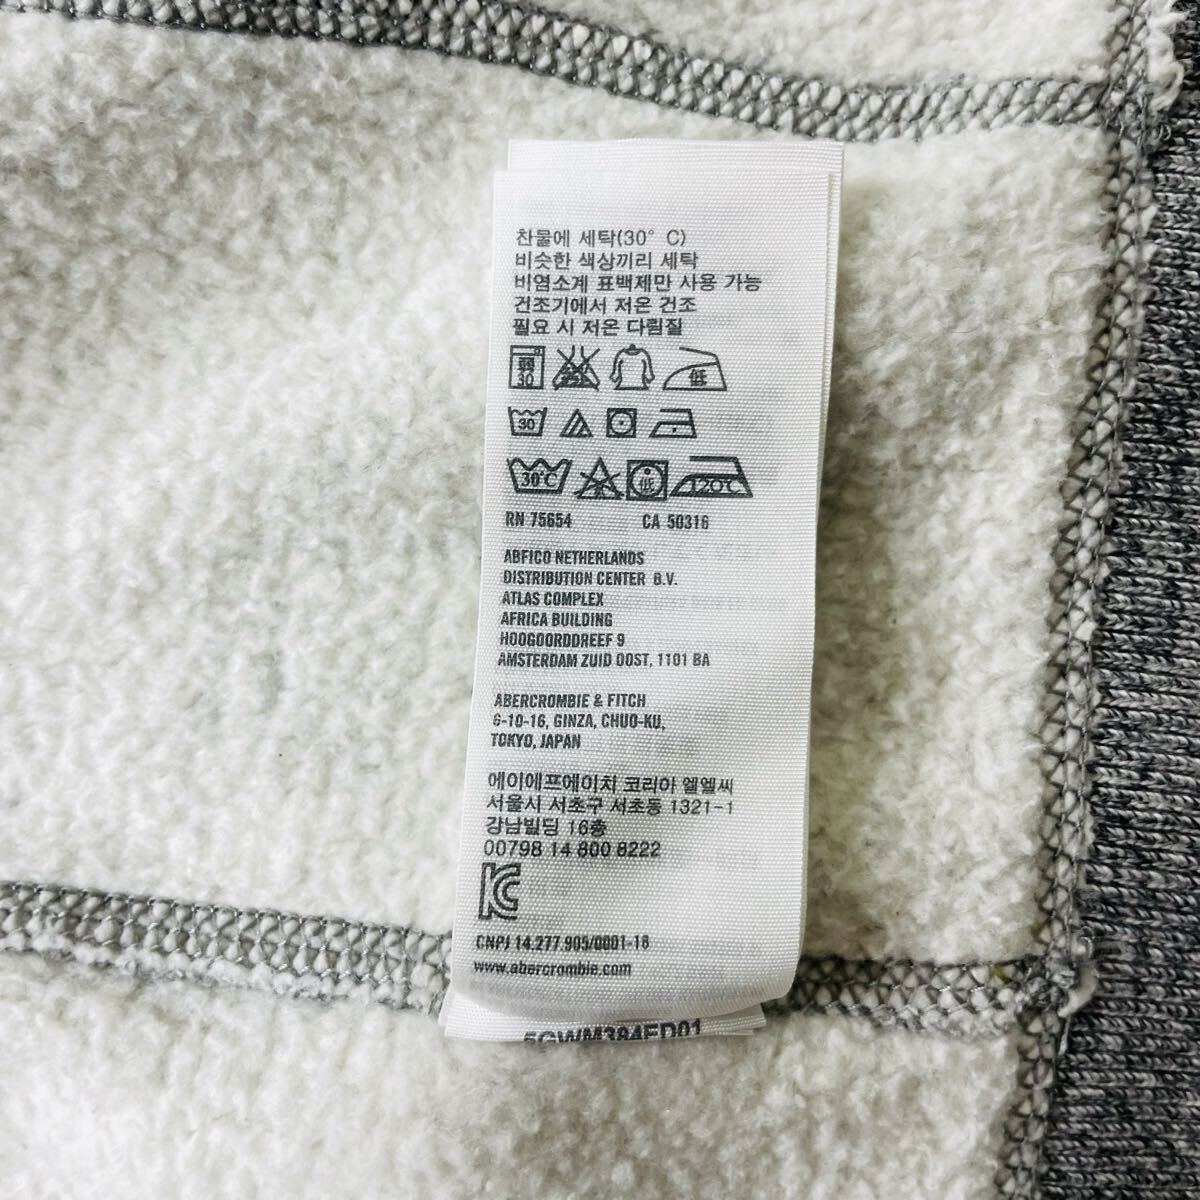 찬물에 세탁(30° C)
비슷한 색상끼리 세탁
비염소계 표백제만 사용 가능
건조기에서 저온 건조
필요 시 저온 다림질
弱 30 低
30
30°C 低 120°C
RN 75654 CA 50316
ABFICO NETHERLANDS
DISTRIBUTION CENTER B.V.
ATLAS COMPLEX
AFRICA BUILDING
HOOGOORDDREEF 9
AMSTERDAM ZUID OOST, 1101 BA
ABERCROMBIE & FITCH
6-10-16, GINZA, CHUO-KU,
TOKYO, JAPAN
에이에프에이치 코리아 엘엘씨
서울시 서초구 서초동 1321-1
강남빌딩 16층
00798 14 800 8222
KC
CNPJ 14.277.905/0001-18
www.abercrombie.com